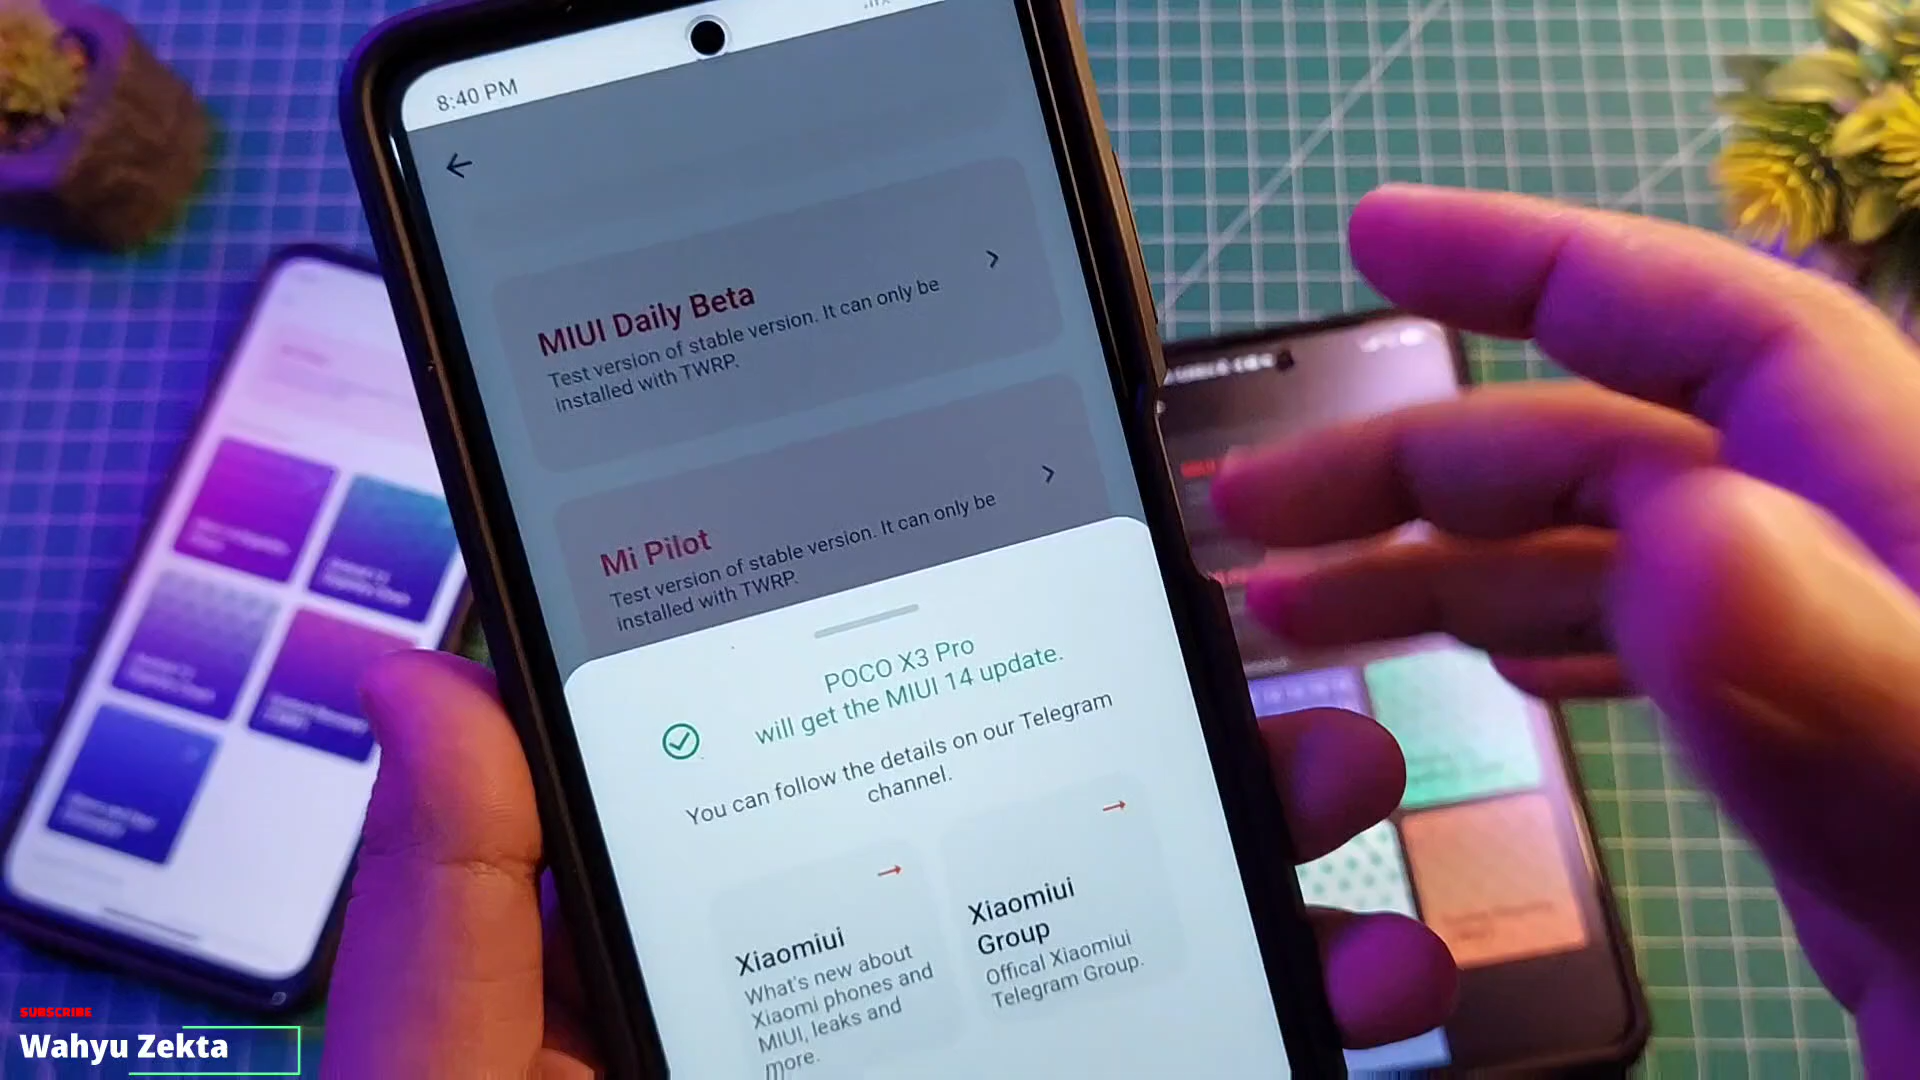 8:40 PM
MIUI Daily Beta
Test version of stable version. It can only be
installed with TWRP.
Mi Pilot
Test version of stable version. It can only be
installed with TWRP.
POCO X3 Pro
will get the MIUI 14 update.
You can follow the details on our Telegram
channel.
Xiaomiui
What's new about
Xiaomi phones and
MIUI, leaks and
more.
Xiaomiui
Group
Offical Xiaomiui
Telegram Group.
SUBSCRIBE
Wahyu Zekta